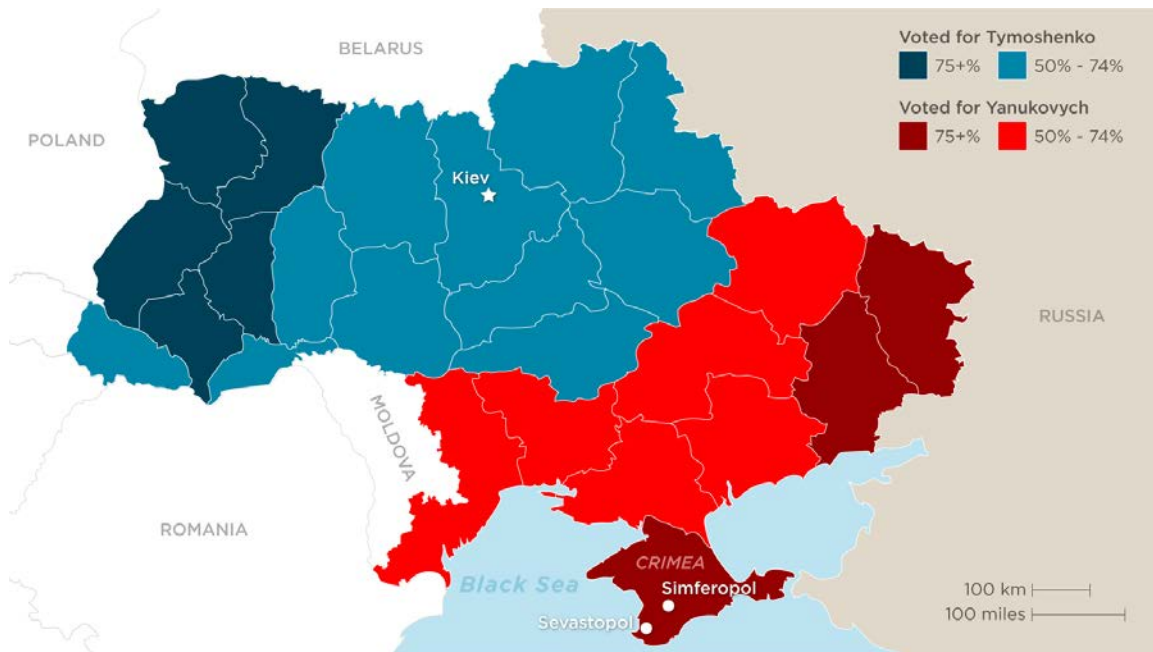 Voted for Tymoshenko
75+% 50% - 74%
Voted for Yanukovych
75+% 50% - 74%
BELARUS
POLAND
Kiev
RUSSIA
MOLDOVA
ROMANIA
CRIMEA
Black Sea
Simferopol
Sevastopol
100 km
100 miles